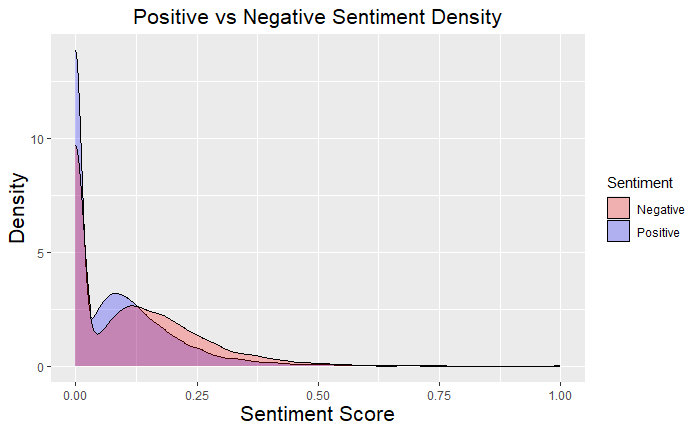 Positive vs Negative Sentiment Density
Density
10
5
0
0.00 0.25 0.50 0.75 1.00
Sentiment Score
Sentiment
Negative
Positive